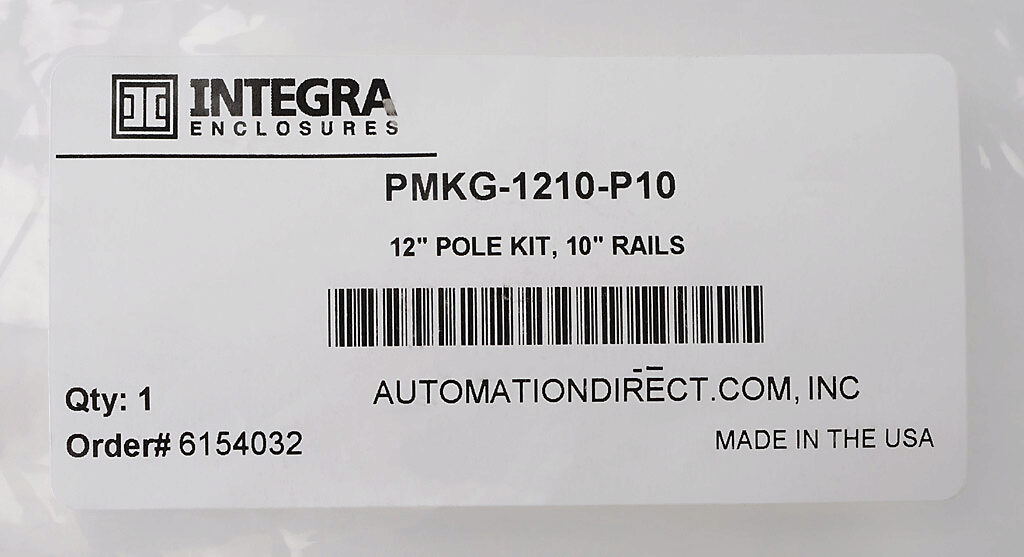 INTEGRA
ENCLOSURES
PMKG-1210-P10
12" POLE KIT, 10" RAILS
AUTOMATIONDIRECT.COM, INC
Qty: 1
Order# 6154032
MADE IN THE USA